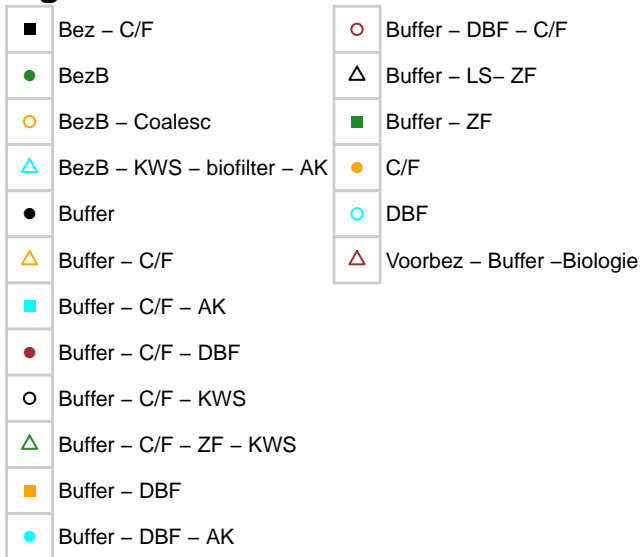 Bez – C/F
BezB
BezB – Coalesc
BezB – KWS – biofilter – AK
Buffer
Buffer – C/F
Buffer – C/F – AK
Buffer – C/F – DBF
Buffer – C/F – KWS
Buffer – C/F – ZF – KWS
Buffer – DBF
Buffer – DBF – AK
Buffer – DBF – C/F
Buffer – LS– ZF
Buffer – ZF
C/F
DBF
Voorbez – Buffer –Biologie